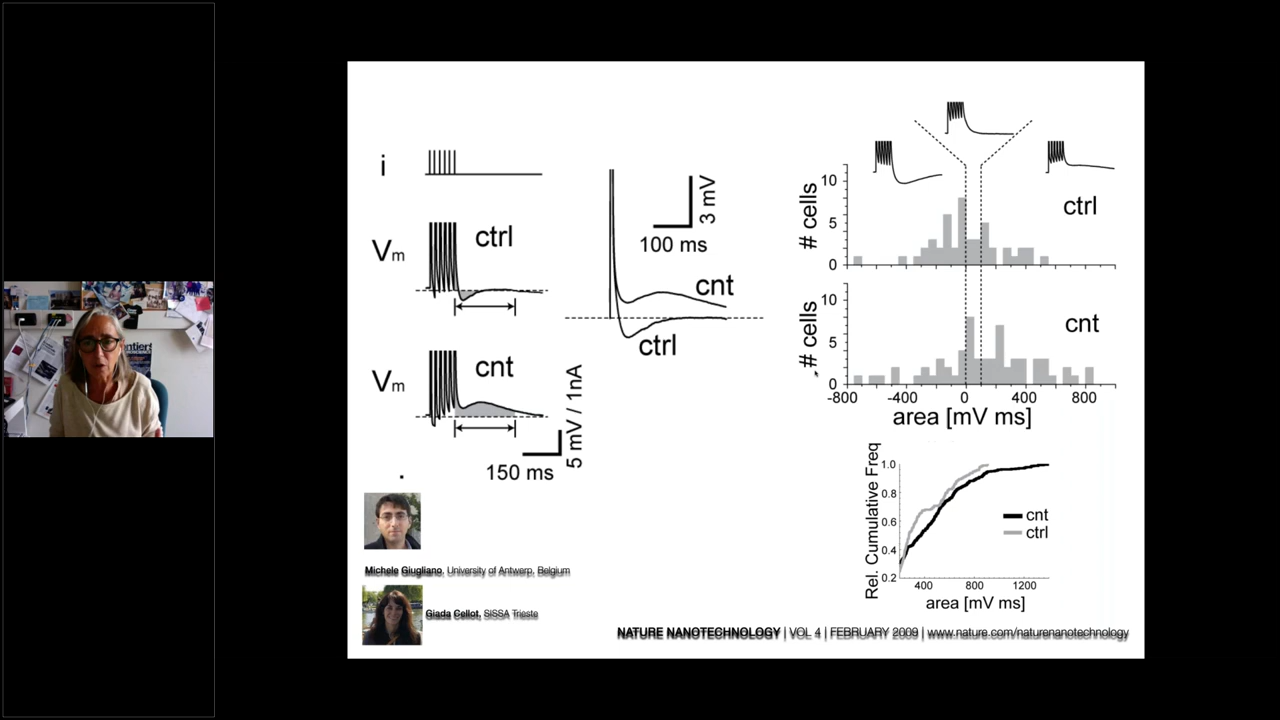 i
Vm
ctrl
Vm
cnt
150 ms
5 mV / 1nA
3 mV
100 ms
cnt
ctrl
# cells
10
5
0
ctrl
# cells
10
5
0
cnt
-800 -400 0 400 800
area [mV ms]
Rel. Cumulative Freq
1.0
0.8
0.6
0.4
0.2
cnt
ctrl
400 800 1200
area [mV ms]
Michele Giugliano, University of Antwerp, Belgium
Giada Cellot, SISSA Trieste
NATURE NANOTECHNOLOGY | VOL 4 | FEBRUARY 2009 | www.nature.com/naturenanotechnology